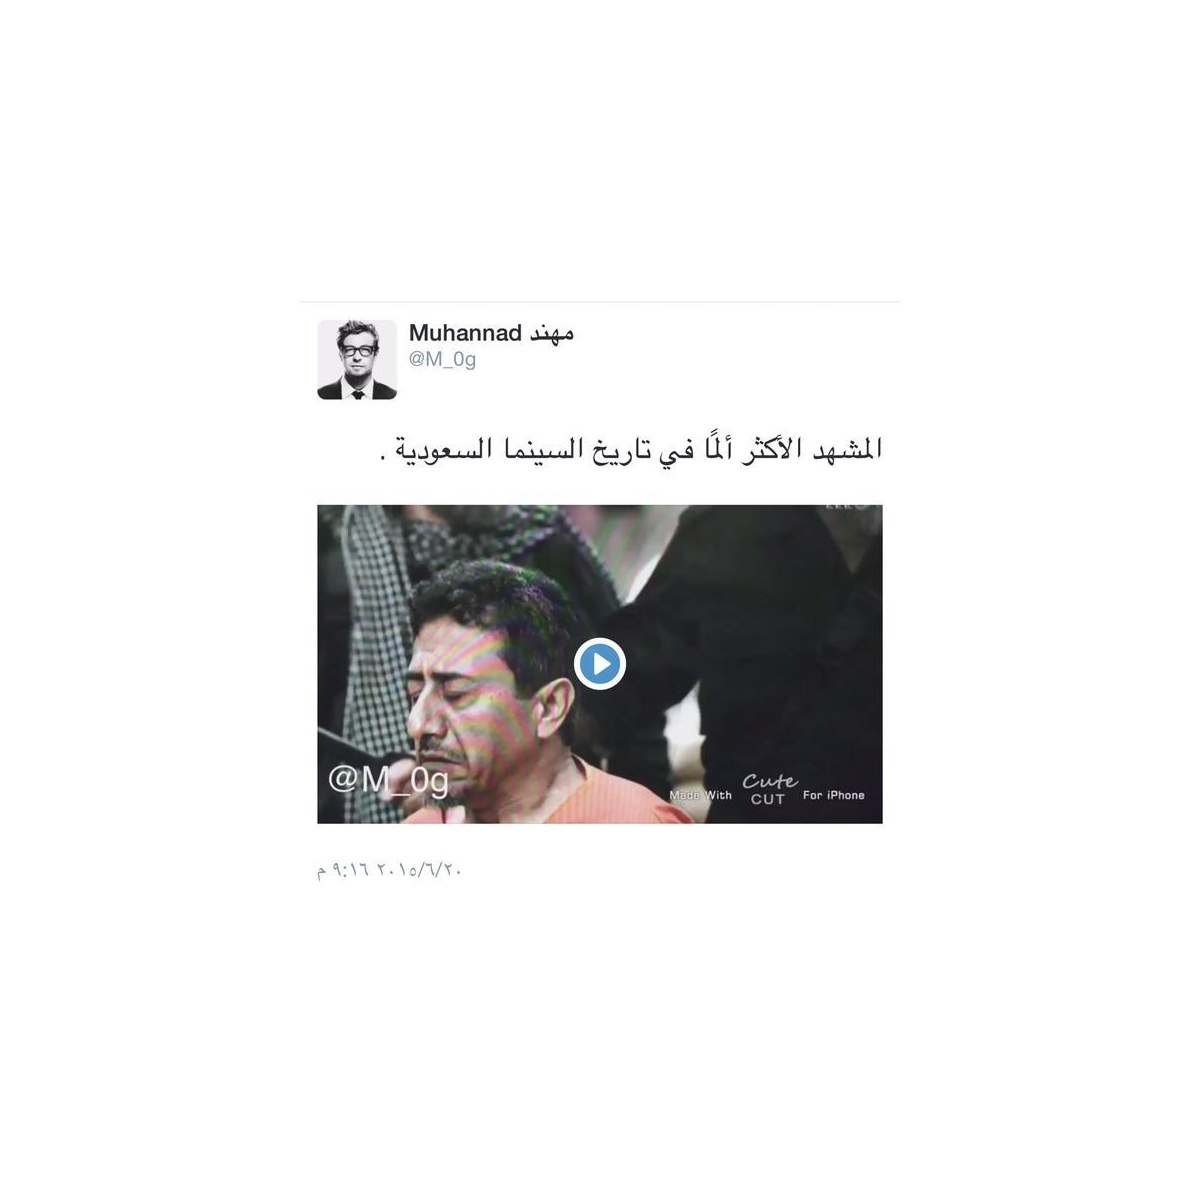 Muhannad مهند
@M_0g
المشهد الأكثر ألمًا في تاريخ السينما السعودية .
@M_0g
Made With Cute CUT For iPhone
٢٠١٥/٦/٢٠ ٩:١٦ م